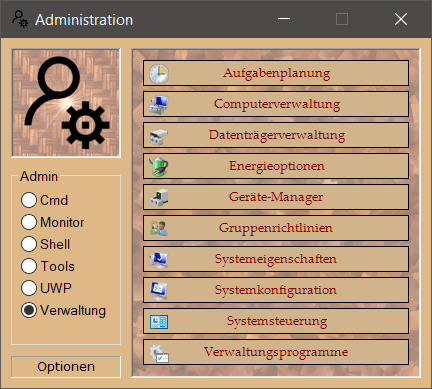 Administration
Admin
Cmd
Monitor
Shell
Tools
UWP
Verwaltung
Optionen
Aufgabenplanung
Computerverwaltung
Datenträgerverwaltung
Energieoptionen
Geräte-Manager
Gruppenrichtlinien
Systemeigenschaften
Systemkonfiguration
Systemsteuerung
Verwaltungsprogramme